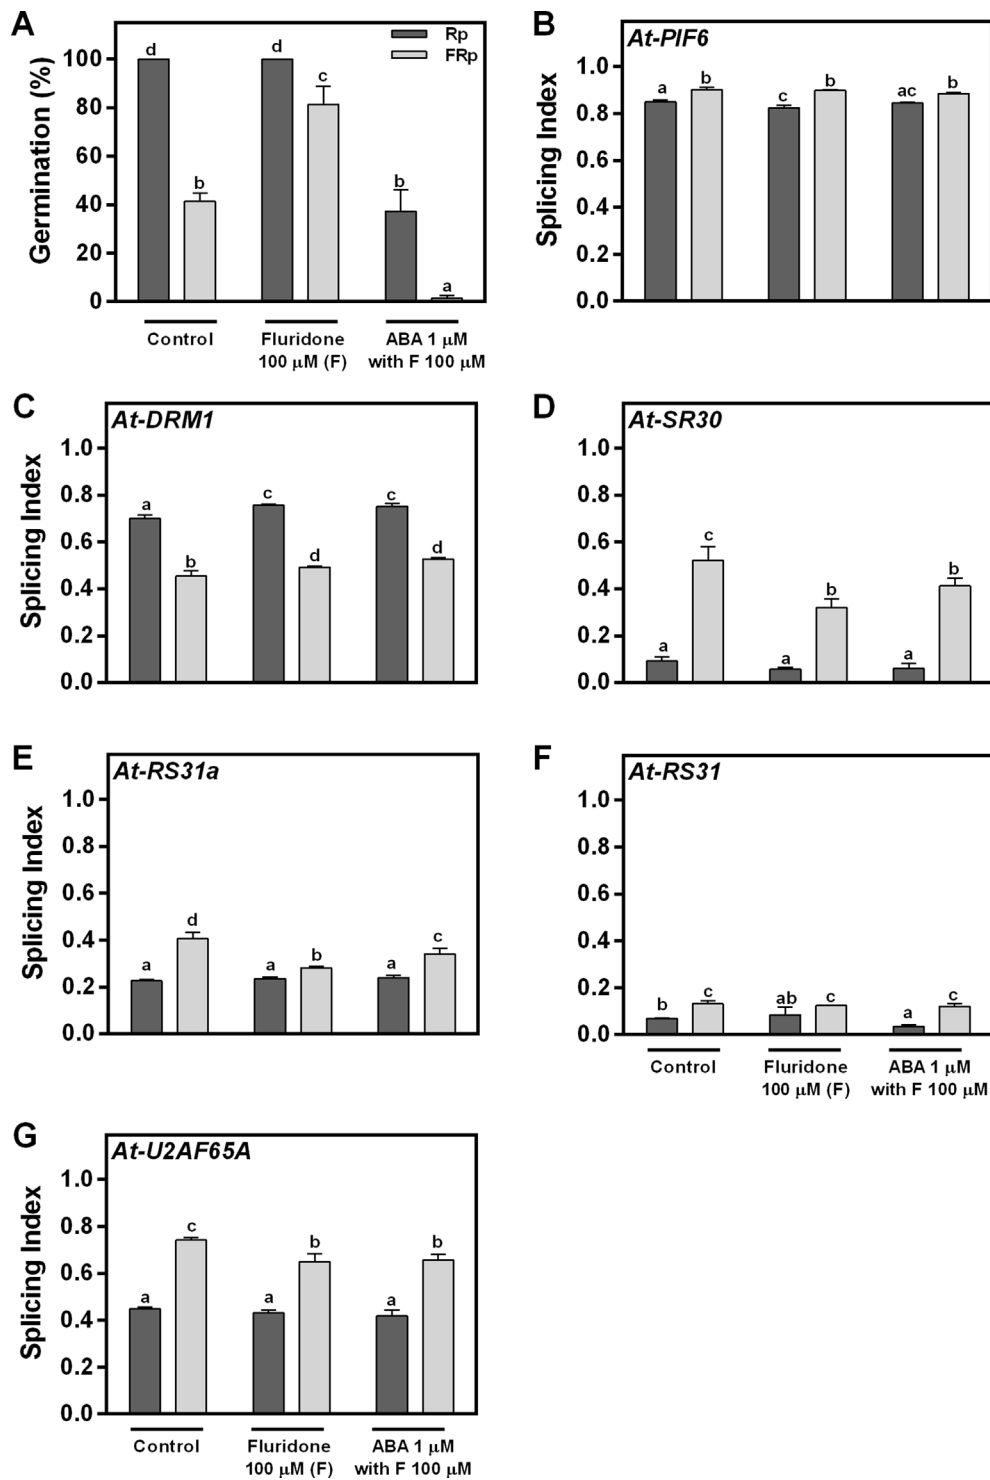 A
Germination (%)
100
80
60
40
20
0
Rp
FRp
d
b
d
c
b
a
Control
Fluridone
100 μM (F)
ABA 1 μM
with F 100 μM
B
At-PIF6
Splicing Index
1.0
0.8
0.6
0.4
0.2
0.0
a
b
c
b
ac
b
C
At-DRM1
Splicing Index
1.0
0.8
0.6
0.4
0.2
0.0
a
b
c
d
c
d
D
At-SR30
Splicing Index
1.0
0.8
0.6
0.4
0.2
0.0
a
c
a
b
a
b
E
At-RS31a
Splicing Index
1.0
0.8
0.6
0.4
0.2
0.0
a
d
a
b
a
c
F
At-RS31
Splicing Index
1.0
0.8
0.6
0.4
0.2
0.0
b
c
ab
c
a
c
Control
Fluridone
100 μM (F)
ABA 1 μM
with F 100 μM
G
At-U2AF65A
Splicing Index
1.0
0.8
0.6
0.4
0.2
0.0
a
c
a
b
a
b
Control
Fluridone
100 μM (F)
ABA 1 μM
with F 100 μM